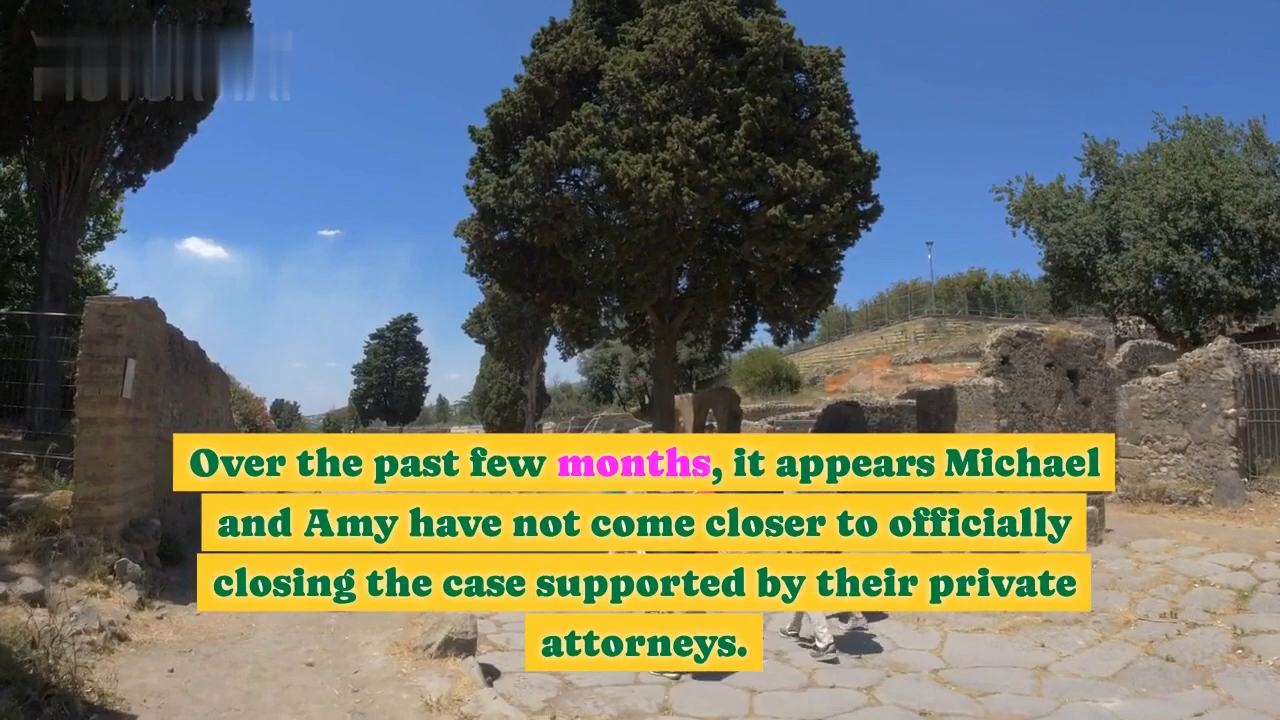 Over the past few months, it appears Michael
and Amy have not come closer to officially
closing the case supported by their private
attorneys.